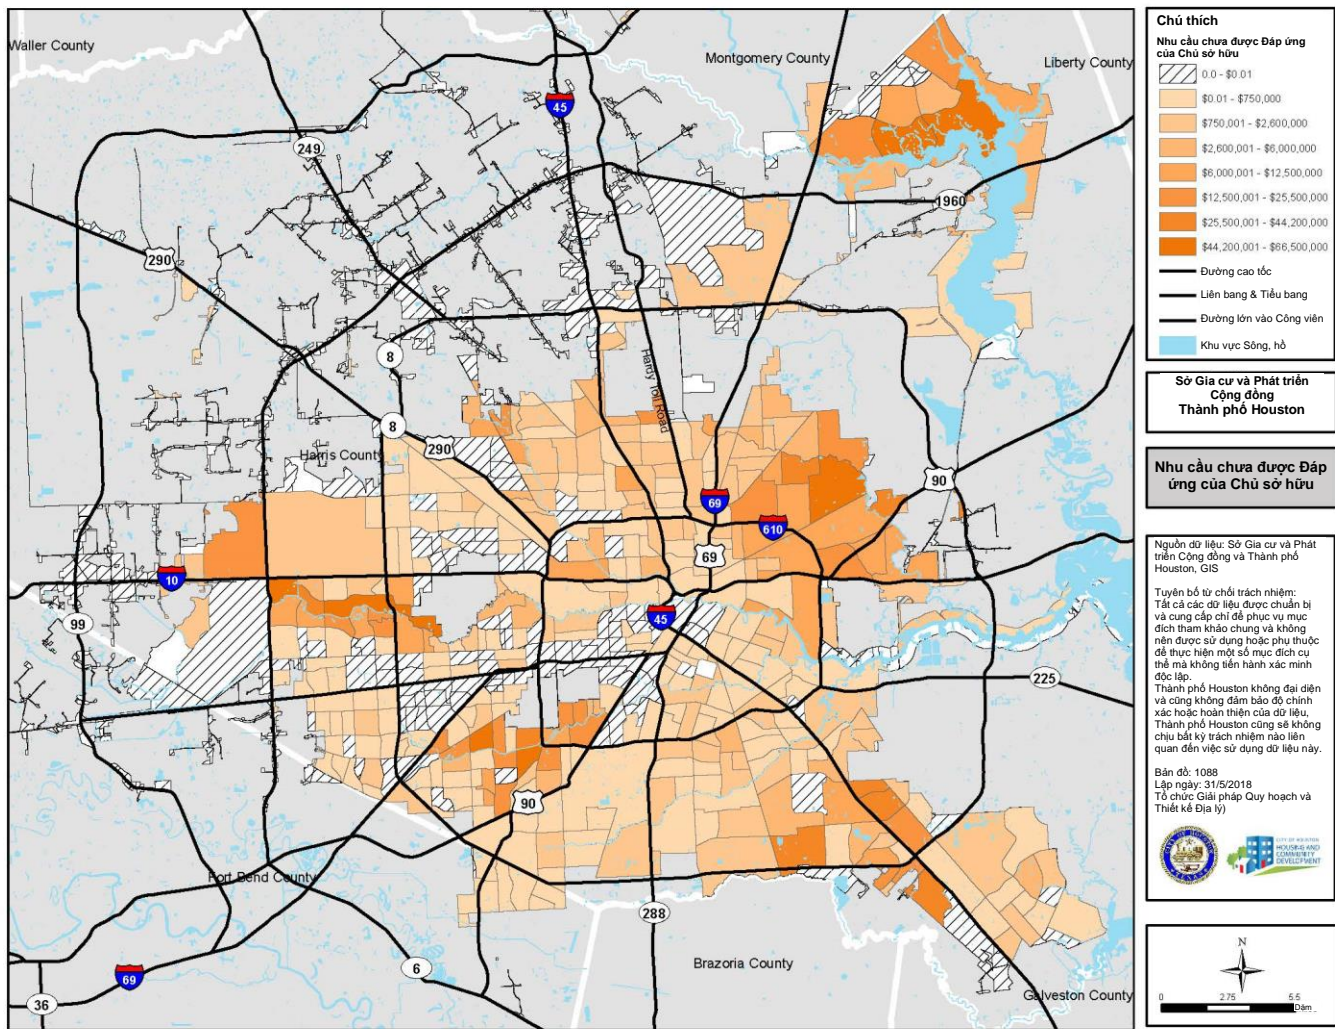 Waller County
Montgomery County
Liberty County
45
249
1960
290
8
Hardy Toll Road
8
290
Harris County
90
69
610
69
10
45
99
225
90
Fort Bend County
288
6
Brazoria County
69
36
Galveston County
Chú thích
Nhu cầu chưa được Đáp ứng
của Chủ sở hữu
0.0 - $0.01
$0.01 - $750,000
$750,001 - $2,600,000
$2,600,001 - $6,000,000
$6,000,001 - $12,500,000
$12,500,001 - $25,500,000
$25,500,001 - $44,200,000
$44,200,001 - $66,500,000
Đường cao tốc
Liên bang & Tiểu bang
Đường lớn vào Công viên
Khu vực Sông, hồ
Sở Gia cư và Phát triển
Cộng đồng
Thành phố Houston
Nhu cầu chưa được Đáp
ứng của Chủ sở hữu
Nguồn dữ liệu: Sở Gia cư và Phát
triển Cộng đồng và Thành phố
Houston, GIS
Tuyên bố từ chối trách nhiệm:
Tất cả các dữ liệu được chuẩn bị
và cung cấp chỉ để phục vụ mục
đích tham khảo chung và không
nên được sử dụng hoặc phụ thuộc
để thực hiện một số mục đích cụ
thể mà không tiến hành xác minh
độc lập.
Thành phố Houston không đại diện
và cũng không đảm bảo độ chính
xác hoặc hoàn thiện của dữ liệu,
Thành phố Houston cũng sẽ không
chịu bất kỳ trách nhiệm nào liên
quan đến việc sử dụng dữ liệu này.
Bản đồ: 1088
Lập ngày: 31/5/2018
Tổ chức Giải pháp Quy hoạch và
Thiết kế Địa lý)
CITY OF HOUSTON
HOUSING AND
COMMUNITY
DEVELOPMENT
N
0 2.75 5.5
Dặm